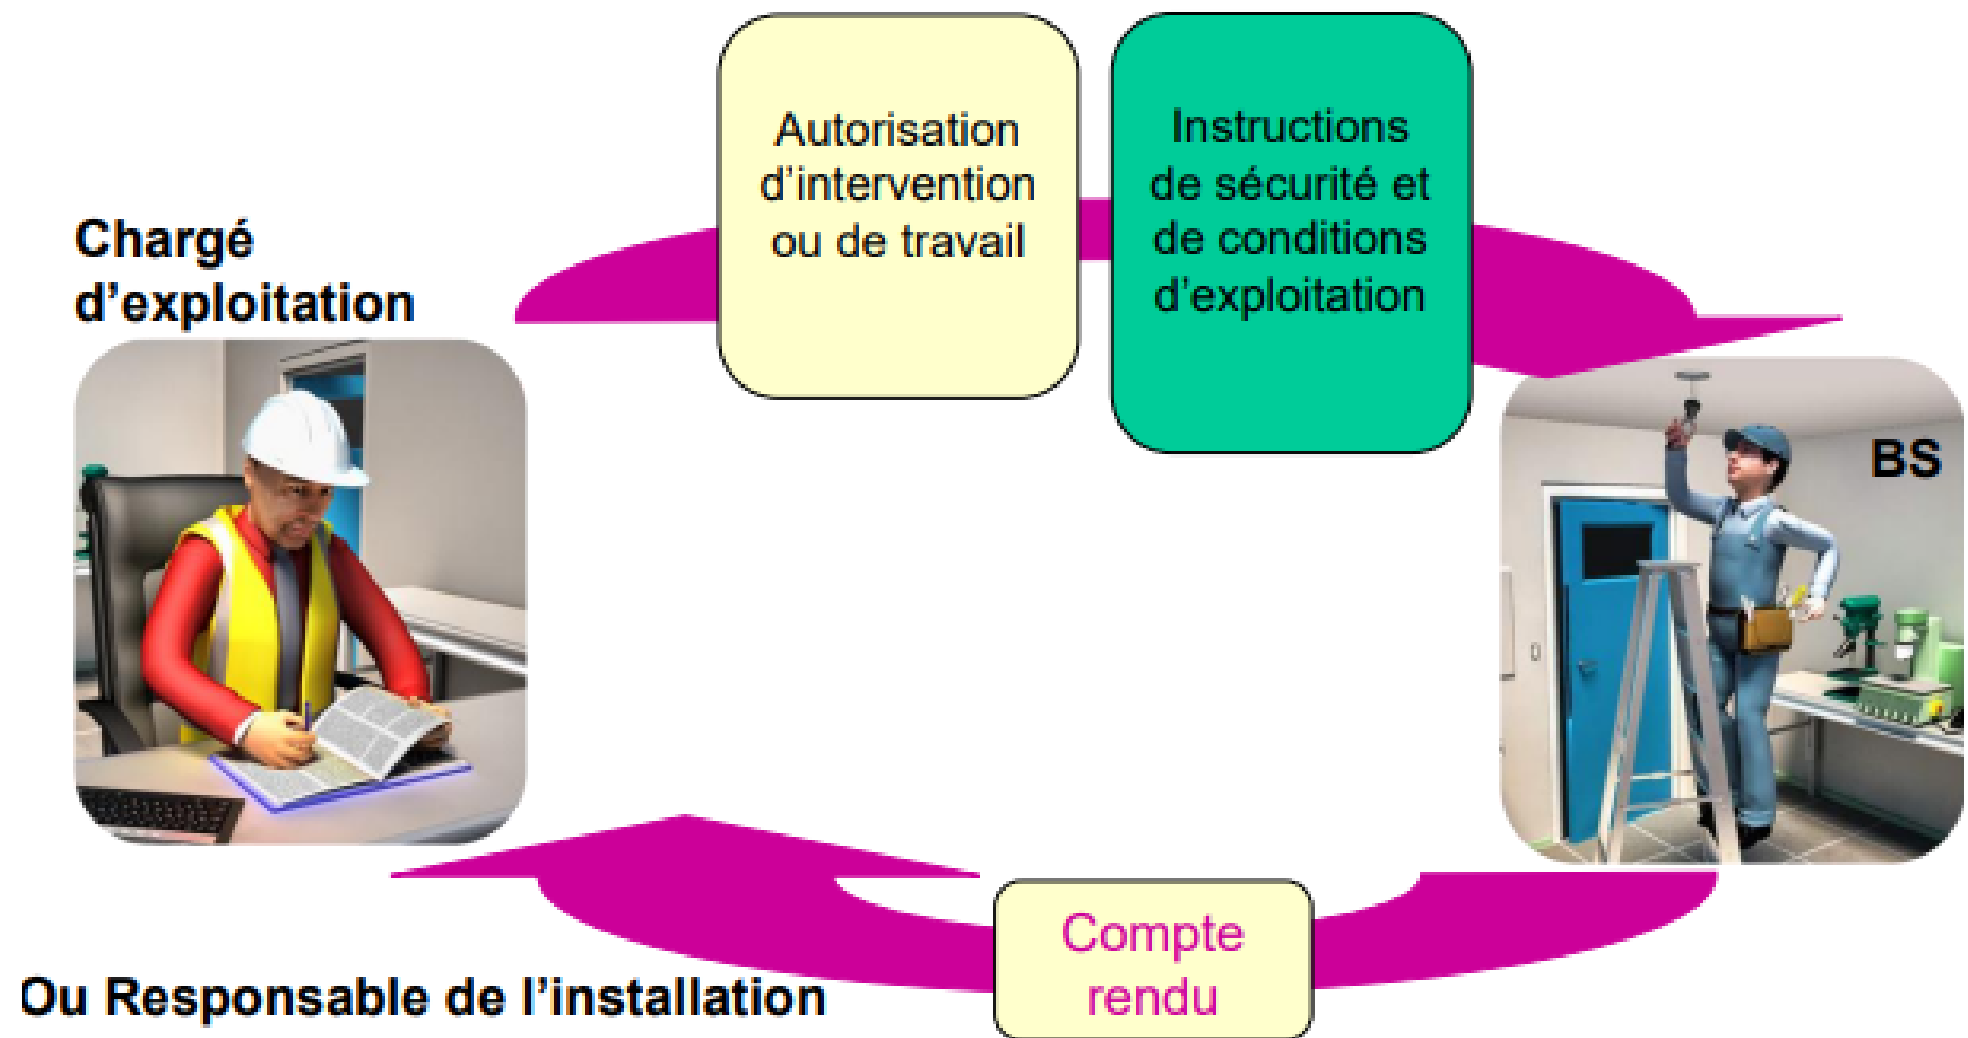 Autorisation
d'intervention
ou de travail
Instructions
de sécurité et
de conditions
d'exploitation
Chargé
d'exploitation
BS
Compte
rendu
Ou Responsable de l'installation